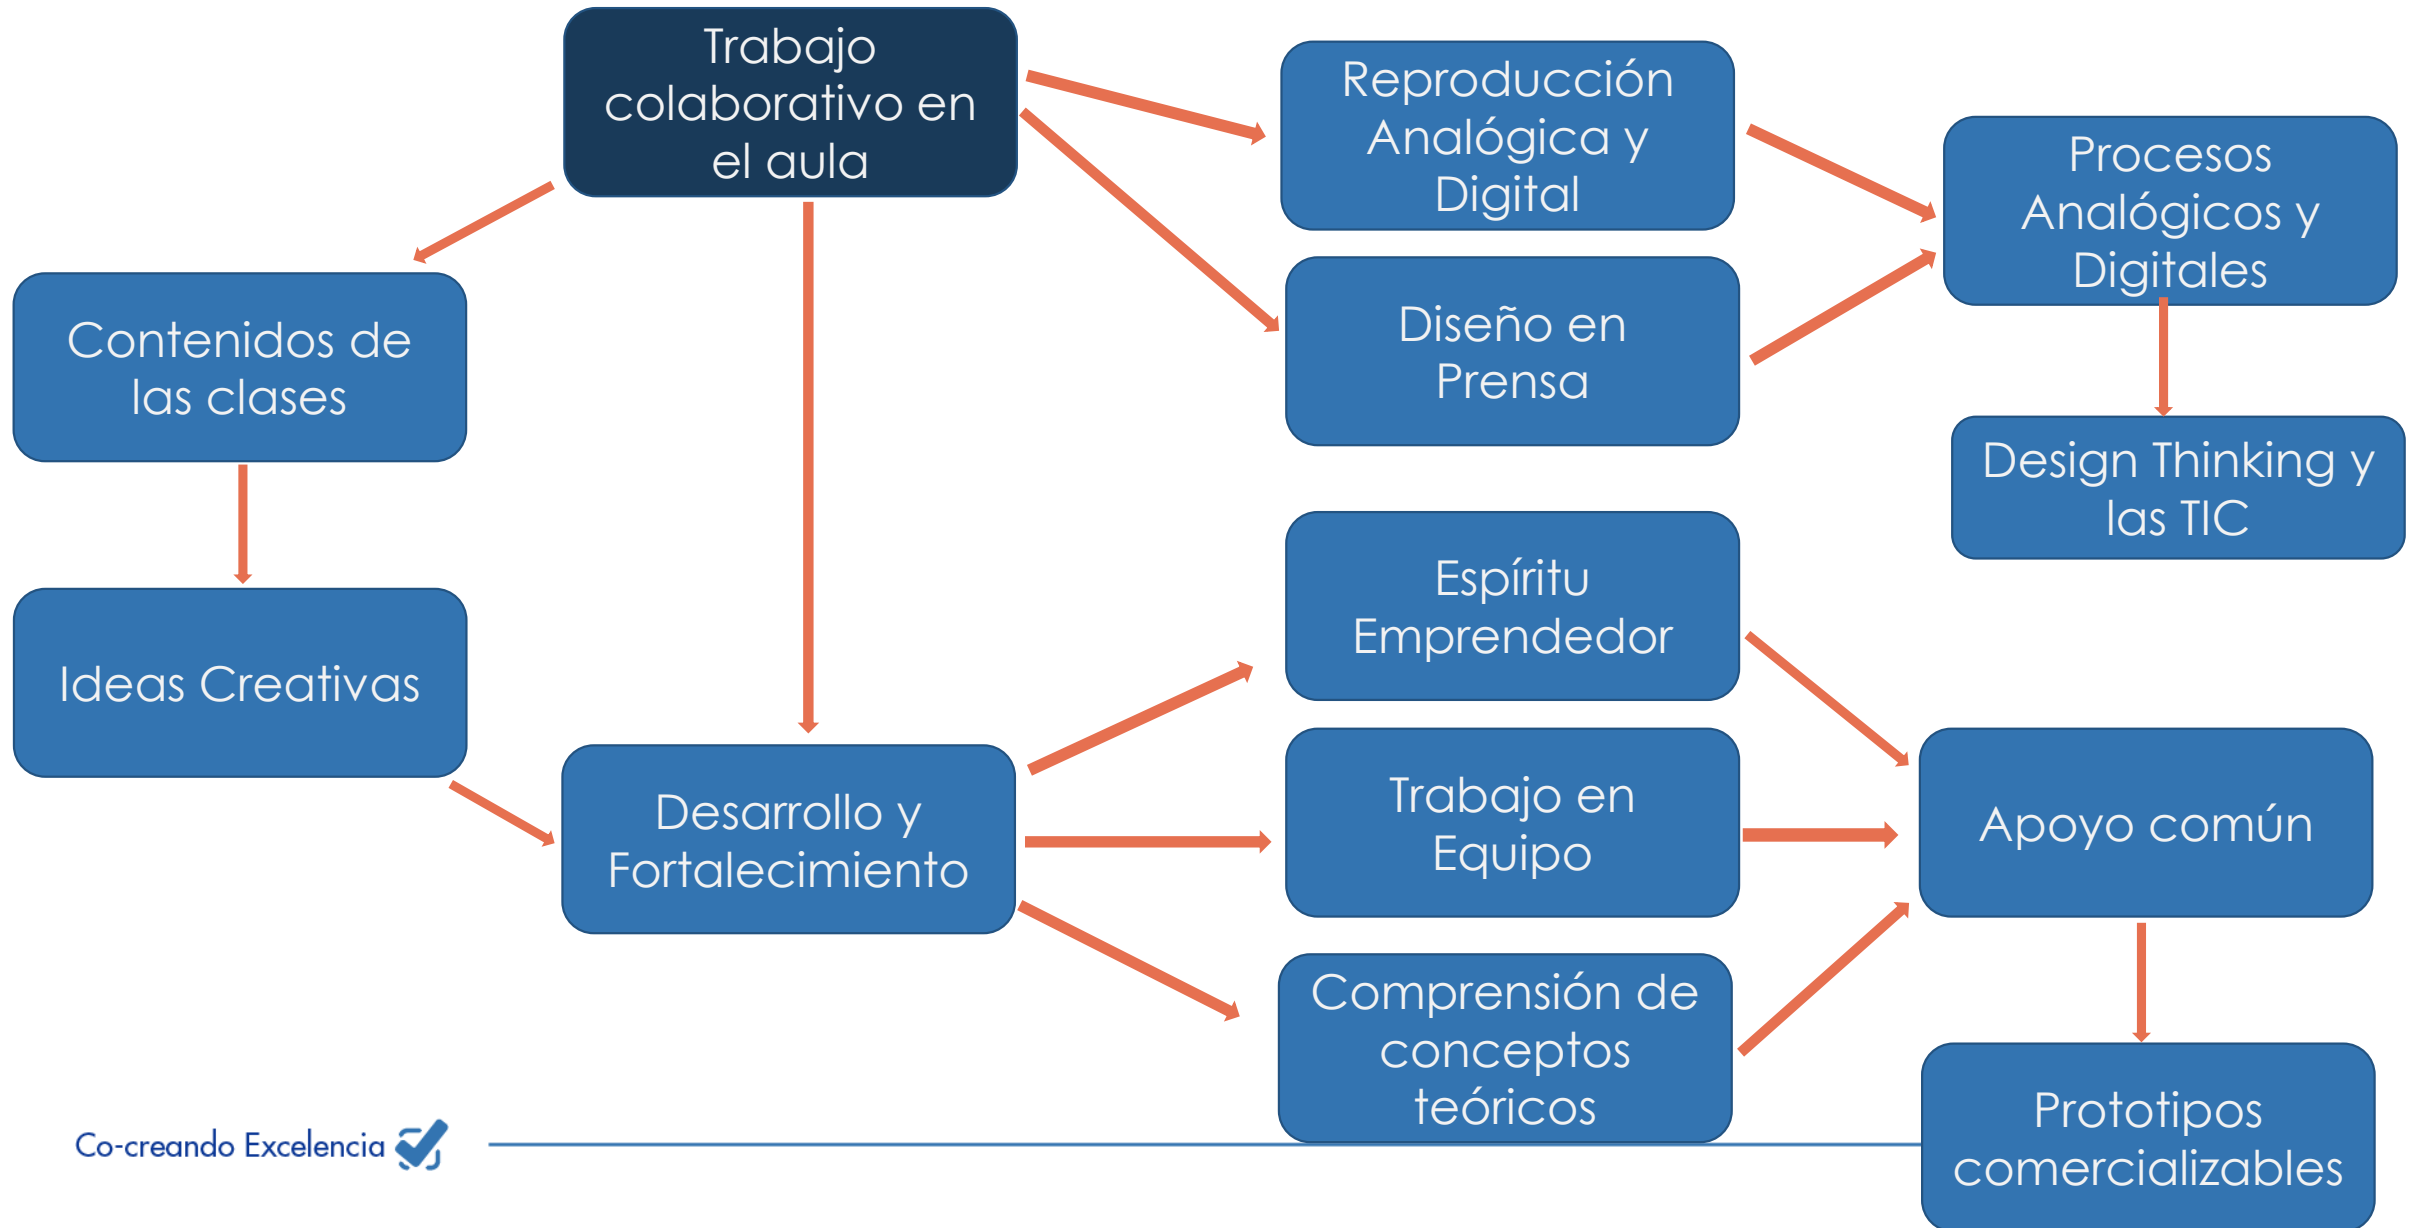 Trabajo
colaborativo en
el aula
Reproducción
Analógica y
Digital
Procesos
Analógicos y
Digitales
Contenidos de
las clases
Diseño en
Prensa
Design Thinking y
las TIC
Ideas Creativas
Espíritu
Emprendedor
Desarrollo y
Fortalecimiento
Trabajo en
Equipo
Apoyo común
Comprensión de
conceptos
teóricos
Prototipos
comercializables
Co-creando Excelencia